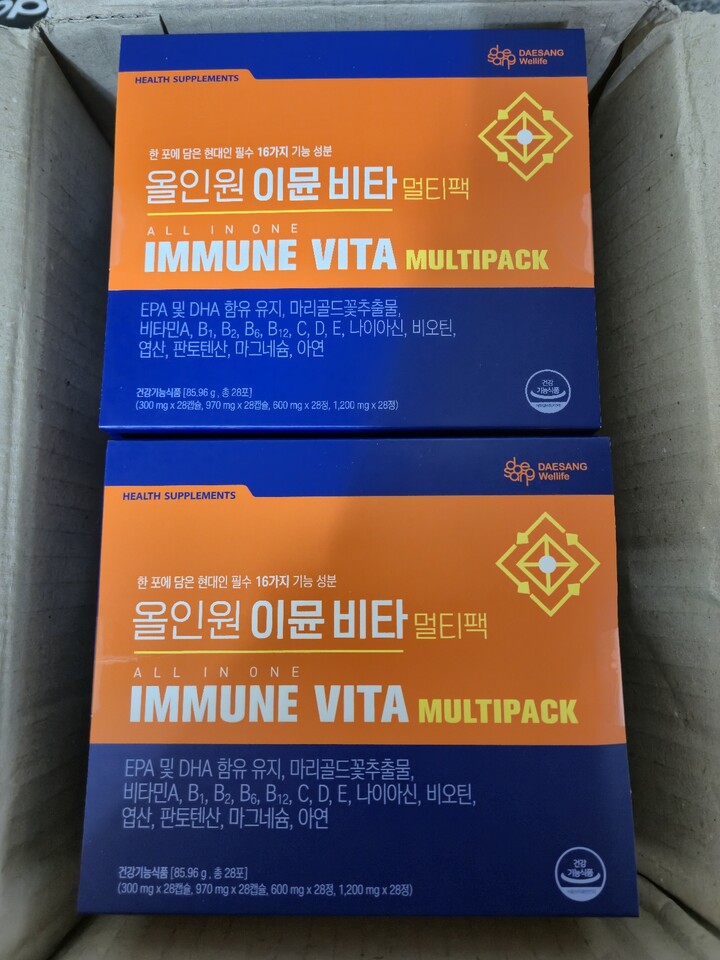 DAESANG
Wellife
HEALTH SUPPLEMENTS
한 포에 담은 현대인 필수 16가지 기능 성분
올인원 이뮨 비타 멀티팩
ALL IN ONE
IMMUNE VITA MULTIPACK
EPA 및 DHA 함유 유지, 마리골드꽃추출물,
비타민A, B1, B2, B6, B12, C, D, E, 나이아신, 비오틴,
엽산, 판토텐산, 마그네슘, 아연
건강기능식품 [85.96 g , 총 28포]
(300 mg x 28캡슐, 970 mg x 28캡슐, 600 mg x 28정, 1,200 mg x 28정)
건강
기능식품
DAESANG
Wellife
HEALTH SUPPLEMENTS
한 포에 담은 현대인 필수 16가지 기능 성분
올인원 이뮨 비타 멀티팩
ALL IN ONE
IMMUNE VITA MULTIPACK
EPA 및 DHA 함유 유지, 마리골드꽃추출물,
비타민A, B1, B2, B6, B12, C, D, E, 나이아신, 비오틴,
엽산, 판토텐산, 마그네슘, 아연
건강기능식품 [85.96 g , 총 28포]
(300 mg x 28캡슐, 970 mg x 28캡슐, 600 mg x 28정, 1,200 mg x 28정)
건강
기능식품